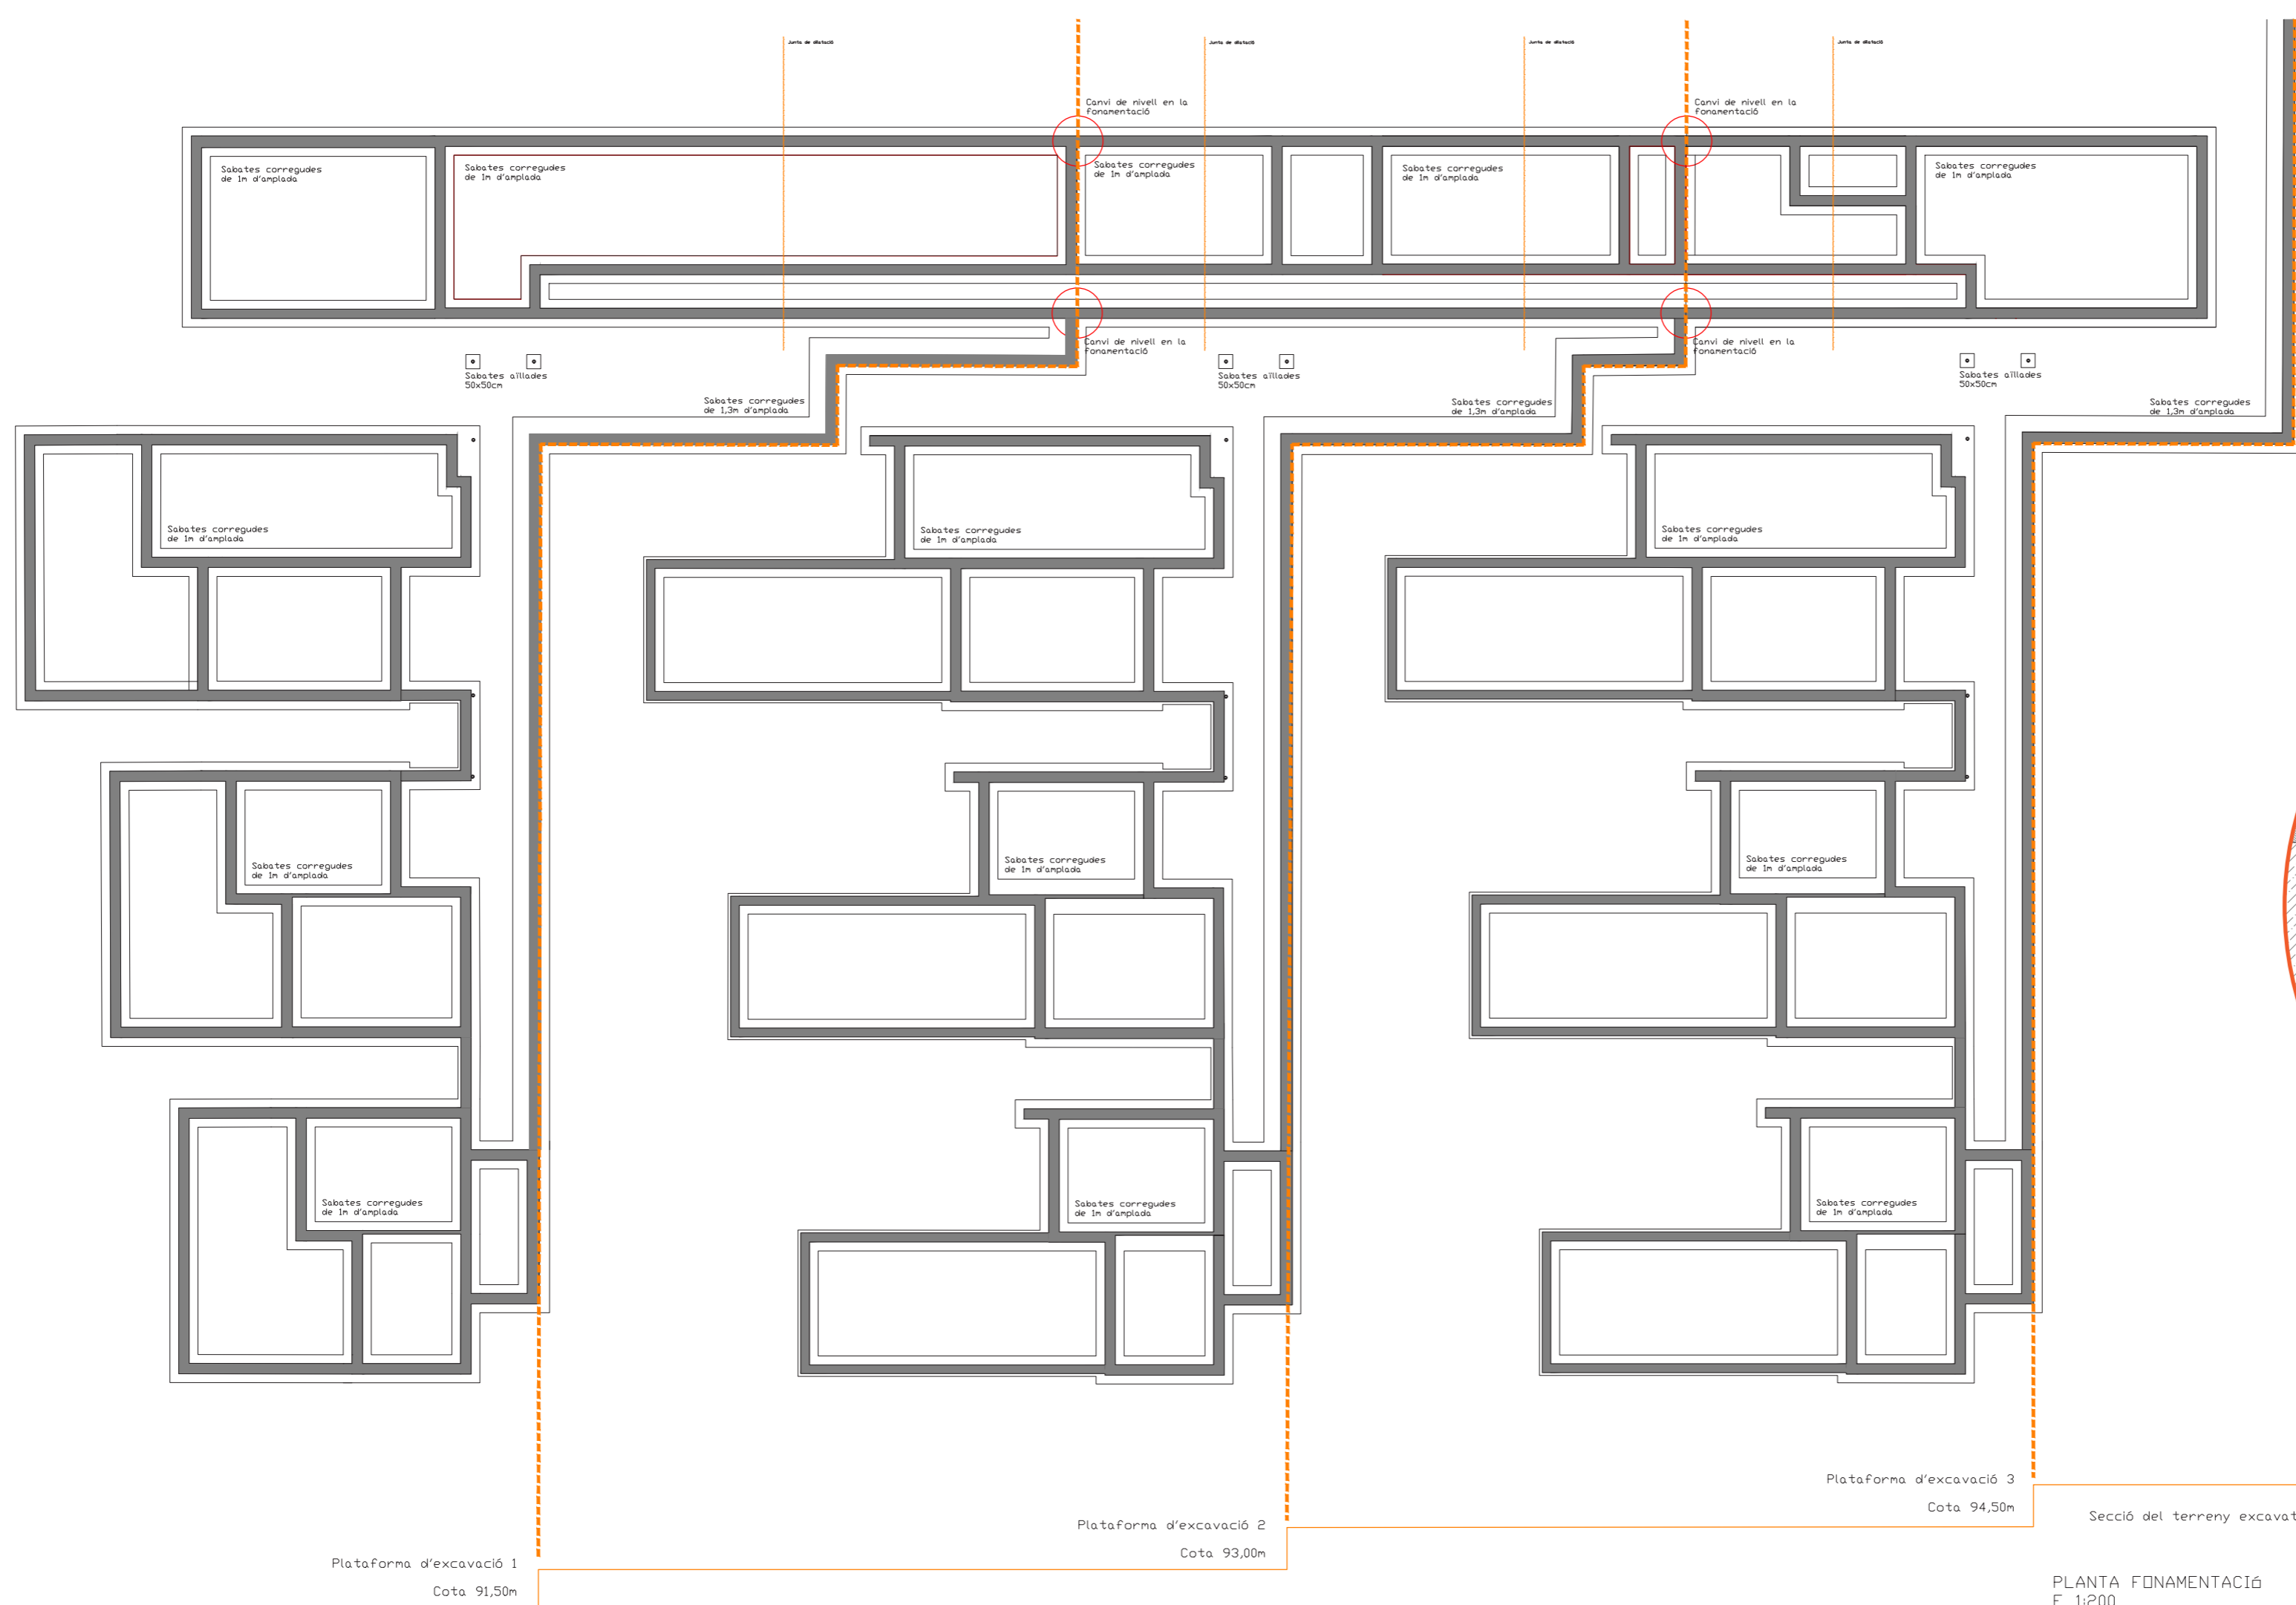 Junta de dilatació
Junta de dilatació
Junta de dilatació
Junta de dilatació
Canvi de nivell en la
fonamentació
Canvi de nivell en la
fonamentació
Sabates corregudes
de 1m d'amplada
Sabates corregudes
de 1m d'amplada
Sabates corregudes
de 1m d'amplada
Sabates corregudes
de 1m d'amplada
Sabates corregudes
de 1m d'amplada
Canvi de nivell en la
fonamentació
Canvi de nivell en la
fonamentació
Sabates aïllades
50x50cm
Sabates aïllades
50x50cm
Sabates aïllades
50x50cm
Sabates corregudes
de 1,3m d'amplada
Sabates corregudes
de 1,3m d'amplada
Sabates corregudes
de 1,3m d'amplada
Sabates corregudes
de 1m d'amplada
Sabates corregudes
de 1m d'amplada
Sabates corregudes
de 1m d'amplada
Sabates corregudes
de 1m d'amplada
Sabates corregudes
de 1m d'amplada
Sabates corregudes
de 1m d'amplada
Sabates corregudes
de 1m d'amplada
Sabates corregudes
de 1m d'amplada
Sabates corregudes
de 1m d'amplada
Plataforma d'excavació 3
Cota 94,50m
Secció del terreny excavat
Plataforma d'excavació 2
Cota 93,00m
Plataforma d'excavació 1
Cota 91,50m
PLANTA FONAMENTACIó
E 1:200